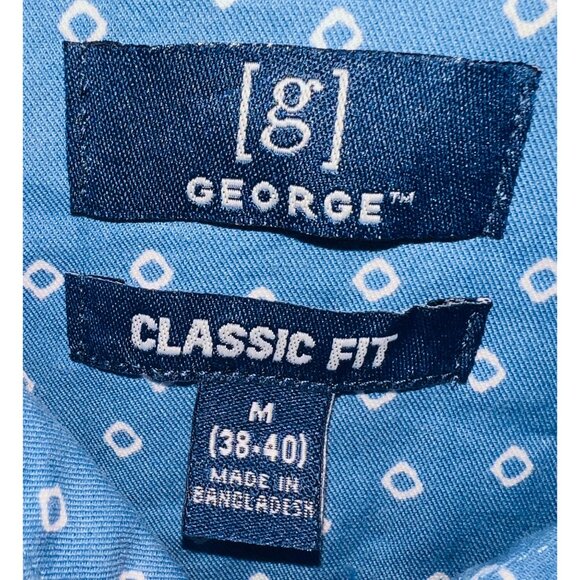 [g]
GEORGE™
CLASSIC FIT
M
(38-40)
MADE IN
BANGLADESH